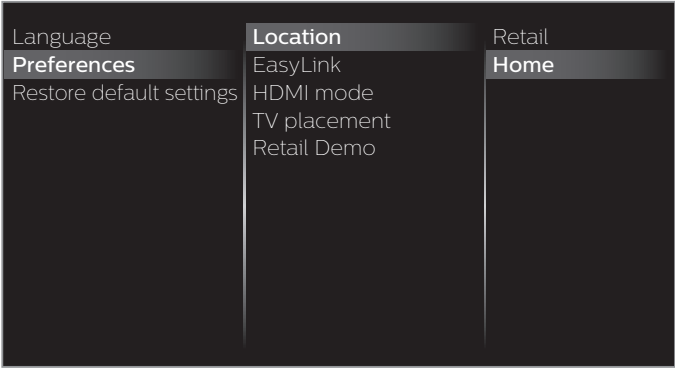 Language
Preferences
Restore default settings
Location
EasyLink
HDMI mode
TV placement
Retail Demo
Retail
Home